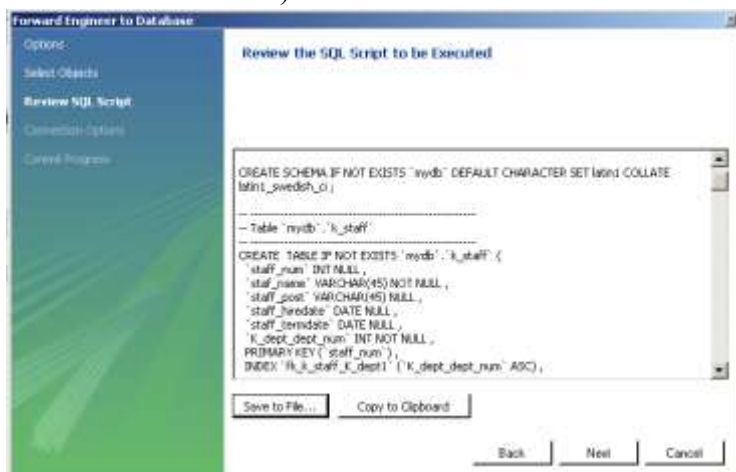 Forward Engineer to Database
Options
Select Objects
Review SQL Script
Connection Options
Commit Progress
Review the SQL Script to be Executed
CREATE SCHEMA IF NOT EXISTS `mydb` DEFAULT CHARACTER SET latin1 COLLATE
latin1_swedish_ci ;
-- -----------------------------------------------------
-- Table `mydb`.`k_staff`
-- -----------------------------------------------------
CREATE TABLE IF NOT EXISTS `mydb`.`k_staff` (
`staff_num` INT NULL ,
`staf_name` VARCHAR(45) NOT NULL ,
`staff_post` VARCHAR(45) NULL ,
`staff_hiredate` DATE NULL ,
`staff_termdate` DATE NULL ,
`K_dept_dept_num` INT NOT NULL ,
PRIMARY KEY (`staff_num`) ,
INDEX `fk_k_staff_K_dept1` (`K_dept_dept_num` ASC) ,
Save to File... Copy to Clipboard
Back Next Cancel